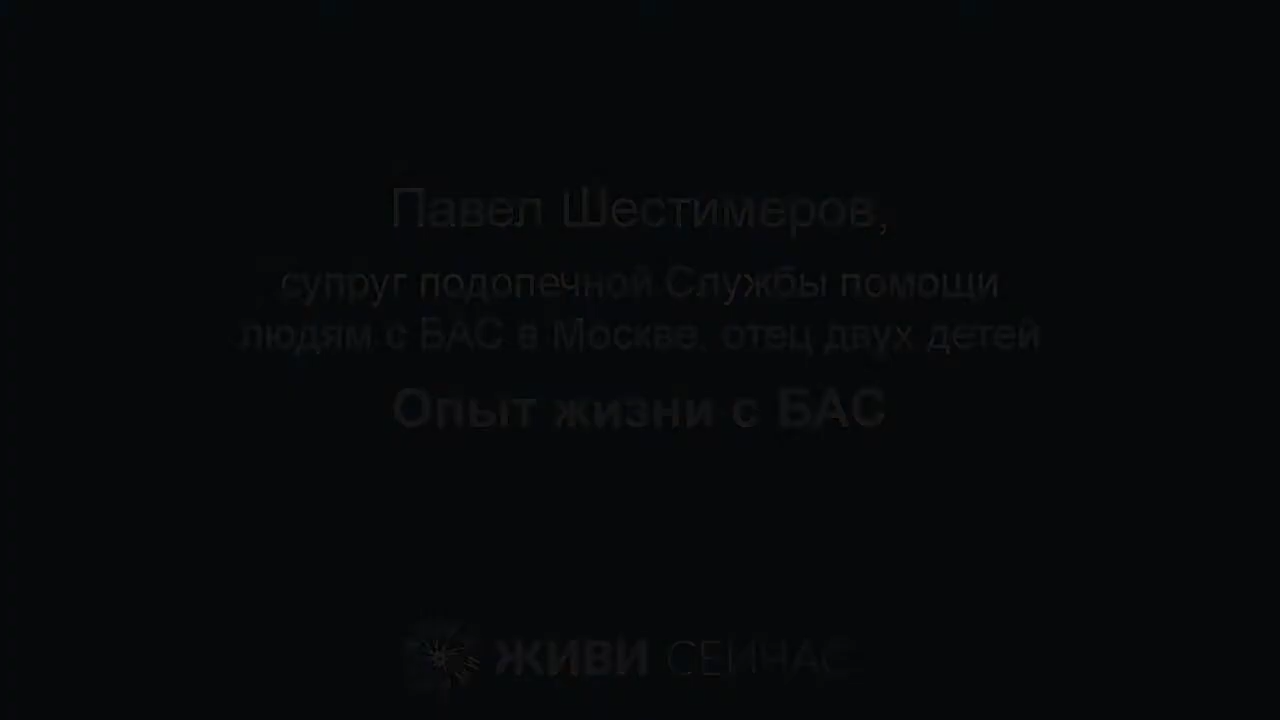 Павел Шестимеров,
супруг подопечной Службы помощи
людям с БАС в Москве, отец двух детей
Опыт жизни с БАС
ЖИВИ СЕЙЧАС